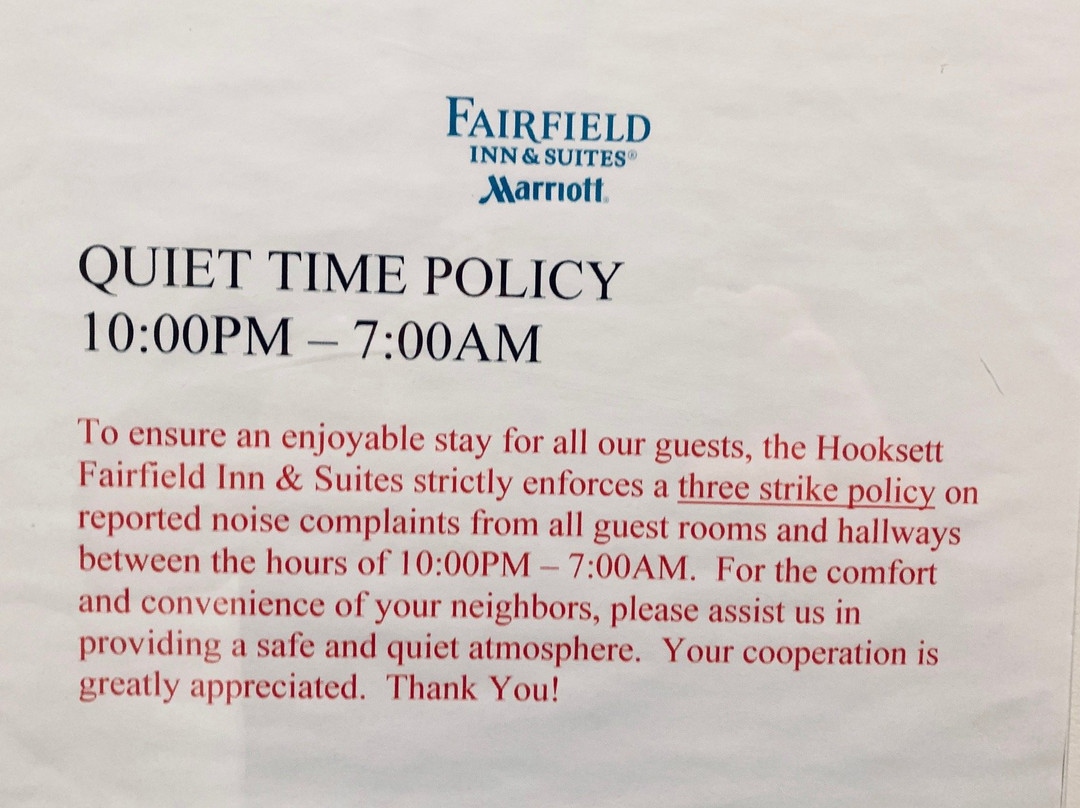 FAIRFIELD
INN & SUITES®
Marriott
QUIET TIME POLICY
10:00PM – 7:00AM
To ensure an enjoyable stay for all our guests, the Hooksett
Fairfield Inn & Suites strictly enforces a three strike policy on
reported noise complaints from all guest rooms and hallways
between the hours of 10:00PM – 7:00AM.  For the comfort
and convenience of your neighbors, please assist us in
providing a safe and quiet atmosphere.  Your cooperation is
greatly appreciated.  Thank You!